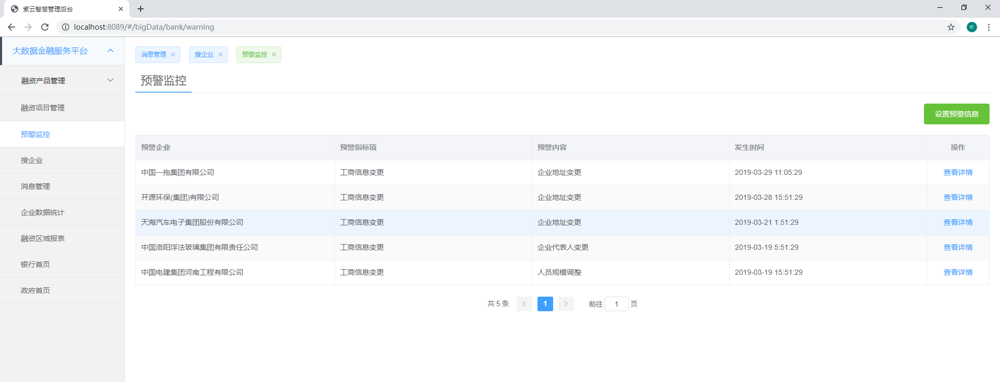 紫云智慧管理后台
localhost:8089/#/bigData/bank/warning
大数据金融服务平台
融资产品管理
融资项目管理
预警监控
搜企业
消息管理
企业数据统计
融资区域报表
银行首页
政府首页
消息管理 搜企业 预警监控
预警监控
设置预警信息
预警企业 预警指标项 预警内容 发生时间 操作
中国一拖集团有限公司 工商信息变更 企业地址变更 2019-03-29 11:05:29 查看详情
开源环保(集团)有限公司 工商信息变更 企业地址变更 2019-03-28 15:51:29 查看详情
天海汽车电子集团股份有限公司 工商信息变更 企业地址变更 2019-03-21 1:51:29 查看详情
中国洛阳浮法玻璃集团有限责任公司 工商信息变更 企业代表人变更 2019-03-19 5:51:29 查看详情
中国电建集团河南工程有限公司 工商信息变更 人员规模调整 2019-03-19 15:51:29 查看详情
共 5 条 1 前往 1 页